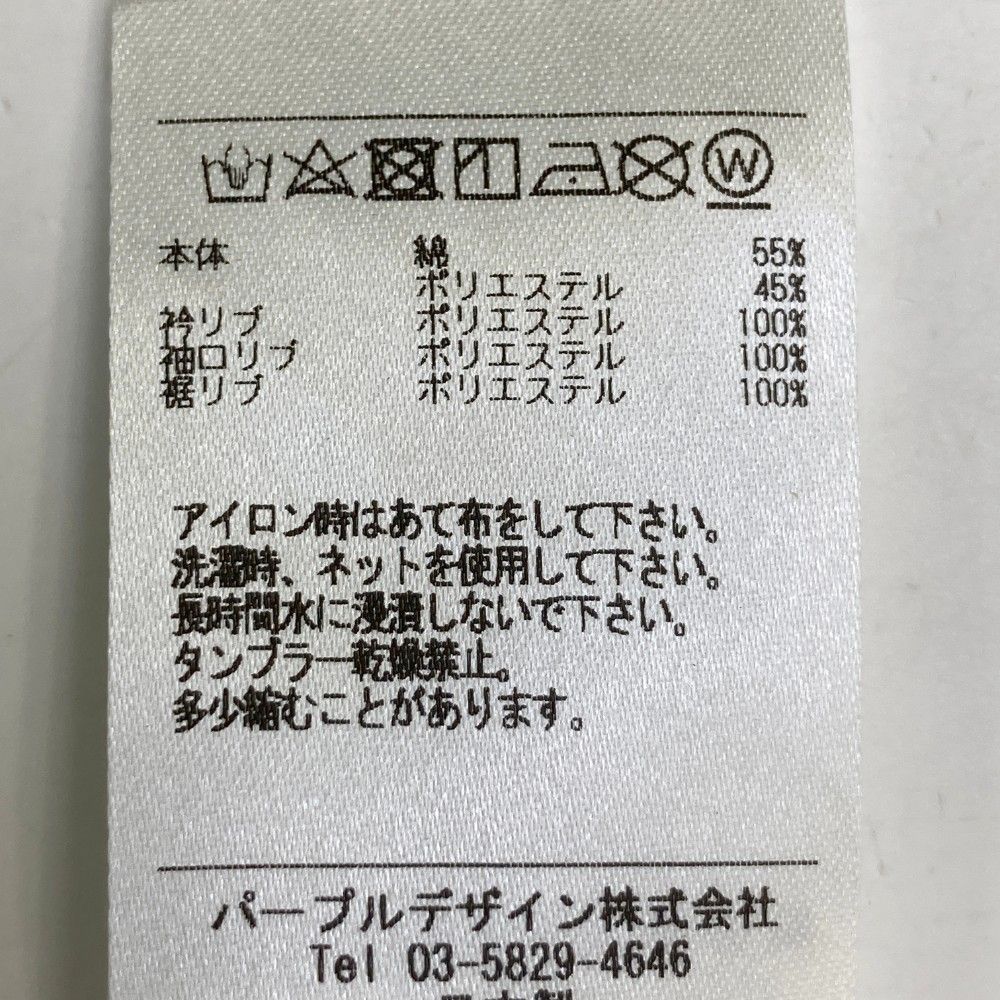 W
本体 綿 55%
ポリエステル 45%
衿リブ ポリエステル 100%
袖口リブ ポリエステル 100%
裾リブ ポリエステル 100%
アイロン時はあて布をして下さい。
洗濯時、ネットを使用して下さい。
長時間水に浸漬しないで下さい。
タンブラー乾燥禁止。
多少縮むことがあります。
パープルデザイン株式会社
Tel 03-5829-4646